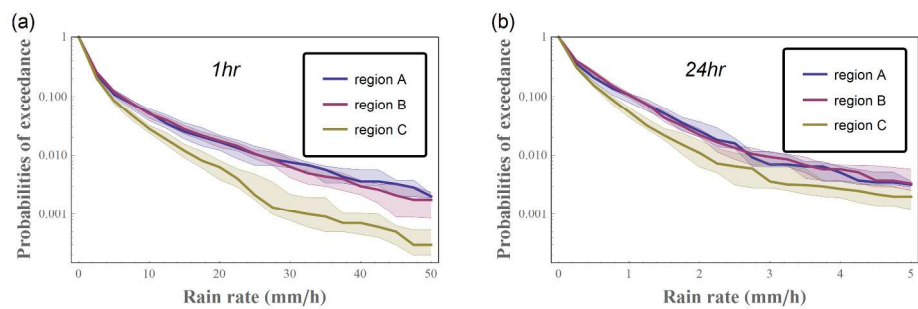 (a)
Probabilities of exceedance
1
0.100
0.010
0.001
1hr
region A
region B
region C
0 10 20 30 40 50
Rain rate (mm/h)
(b)
Probabilities of exceedance
1
0.100
0.010
0.001
24hr
region A
region B
region C
0 1 2 3 4 5
Rain rate (mm/h)